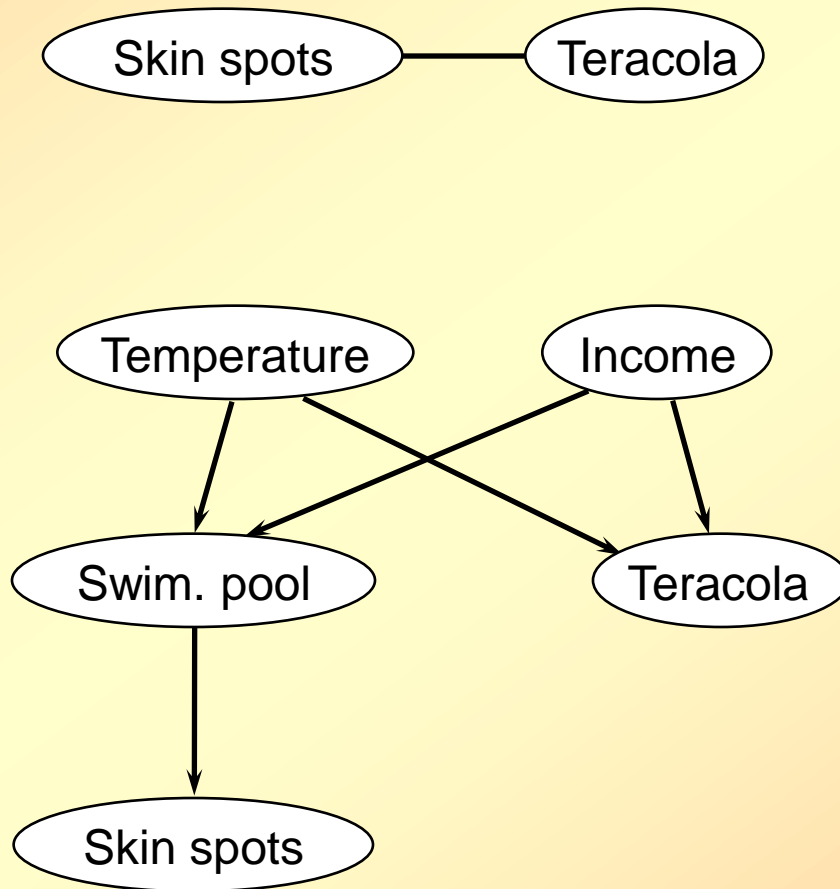 Skin spots Teracola
Temperature Income
Swim. pool Teracola
Skin spots